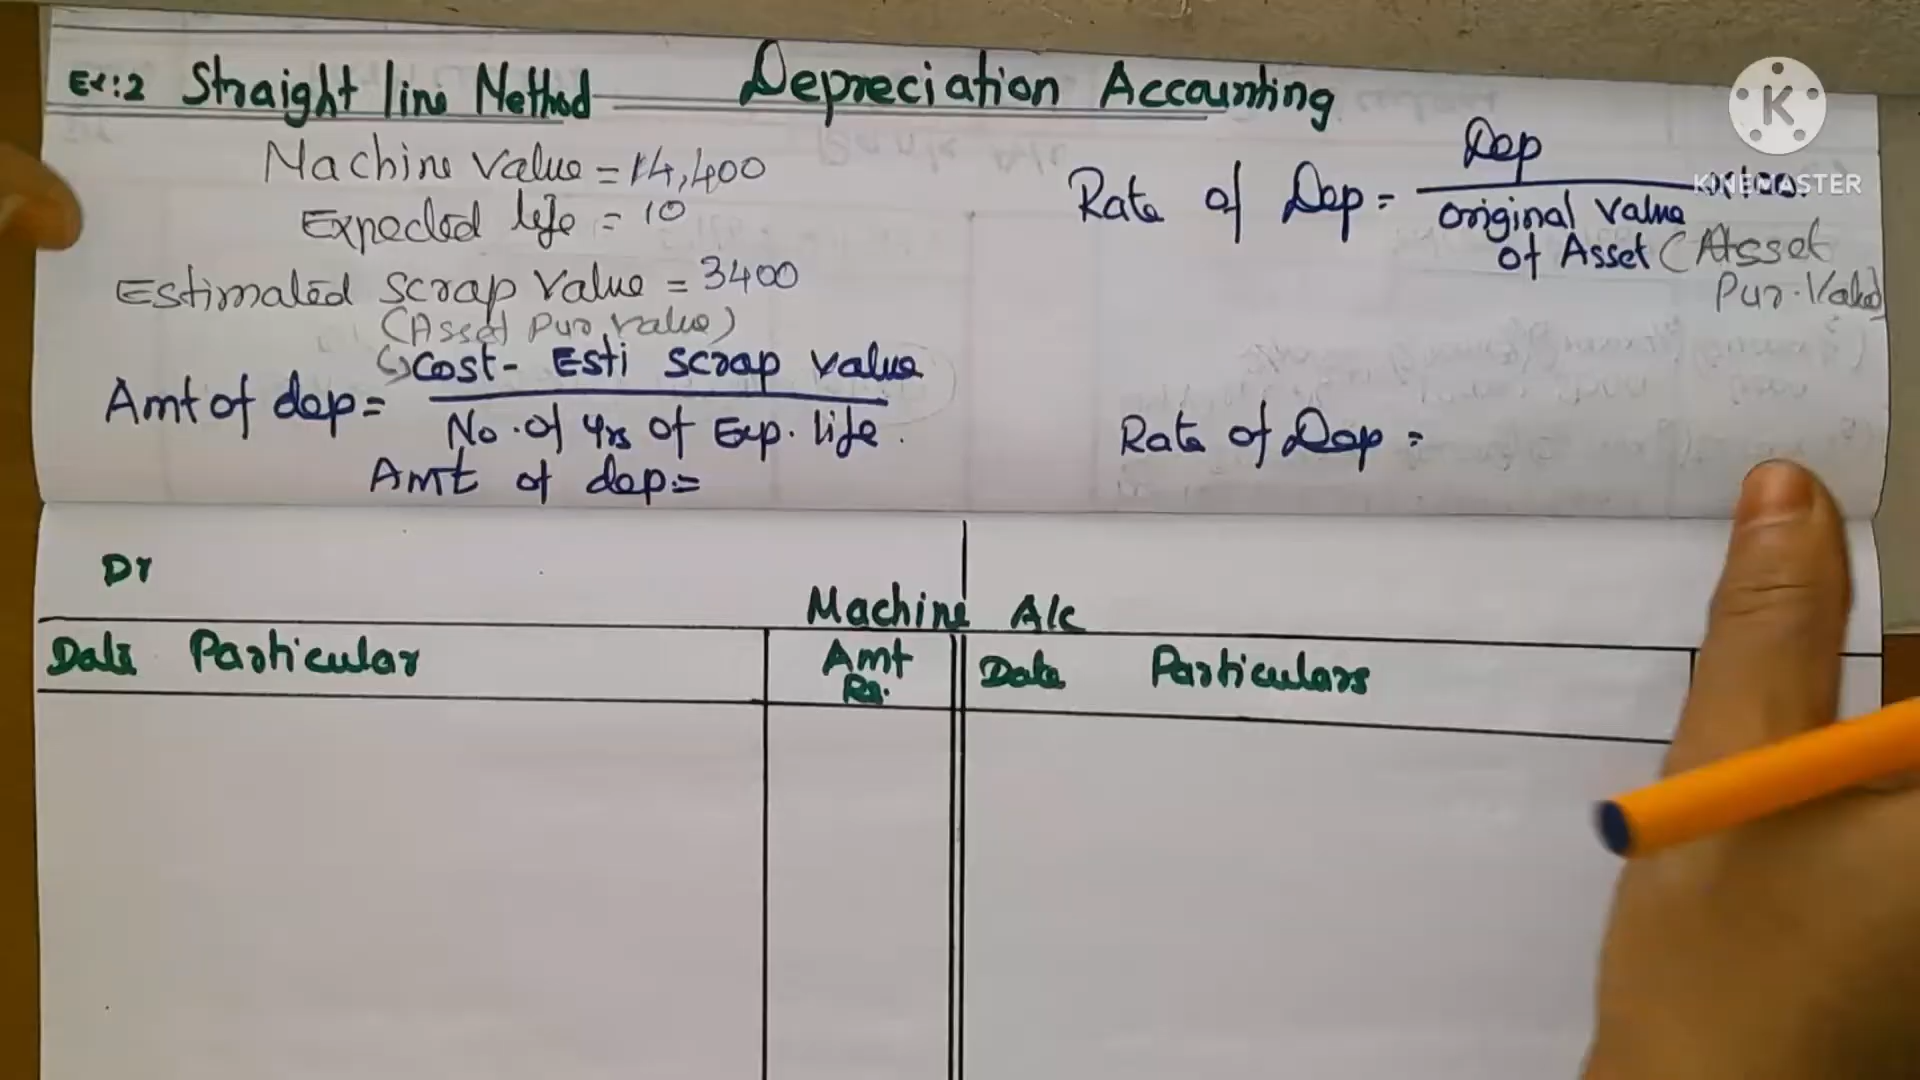 Ex:2 Straight line Method Depreciation Accounting
Machine Value = 14,400
Expected life = 10
Estimated scrap value = 3400
(Asset pur value)
Amt of dep = Cost - Esti scrap value
No. of yrs of Exp. life.
Amt of dep =
Rate of Dep = Dep
original value
of Asset (Asset
Pur. Value)
Rate of Dep =
Dr
Machine A/c
Date Particular Amt Date Particulars
Rs.
K
KINEMASTER